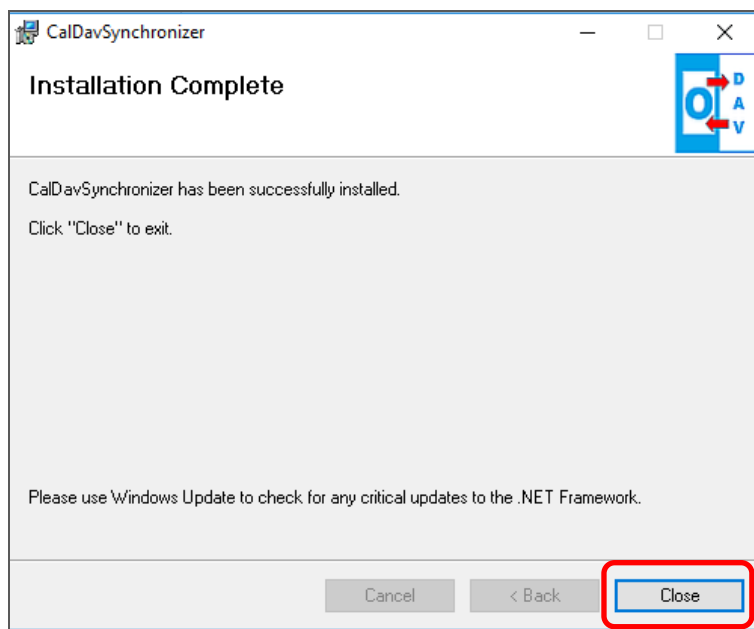 CalDavSynchronizer
Installation Complete
O
D
A
V
CalDavSynchronizer has been successfully installed.
Click "Close" to exit.
Please use Windows Update to check for any critical updates to the .NET Framework.
Cancel
< Back
Close